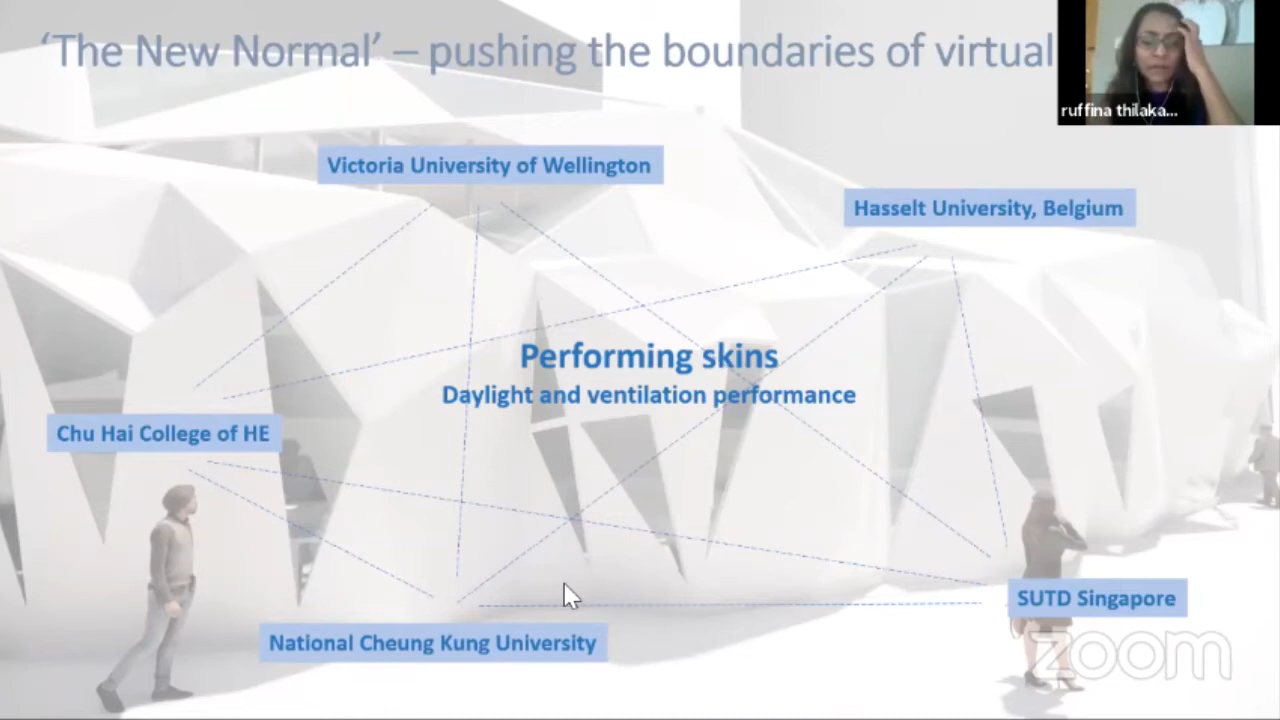 ‘The New Normal’ – pushing the boundaries of virtual
ruffina thilaka...
Victoria University of Wellington
Hasselt University, Belgium
Performing skins
Daylight and ventilation performance
Chu Hai College of HE
SUTD Singapore
National Cheung Kung University
zoom